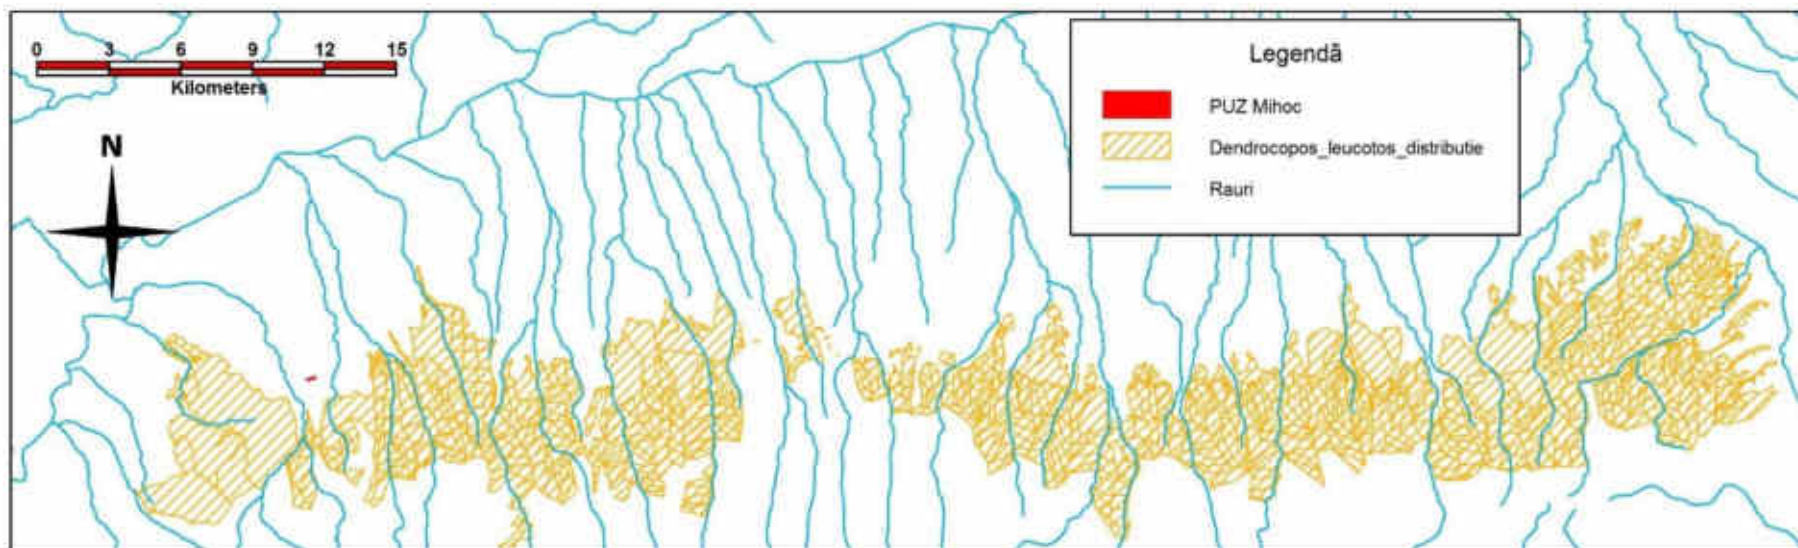 0 3 6 9 12 15
Kilometers
N
Legendă
PUZ Mihoc
Dendrocopos_leucotos_distributie
Rauri